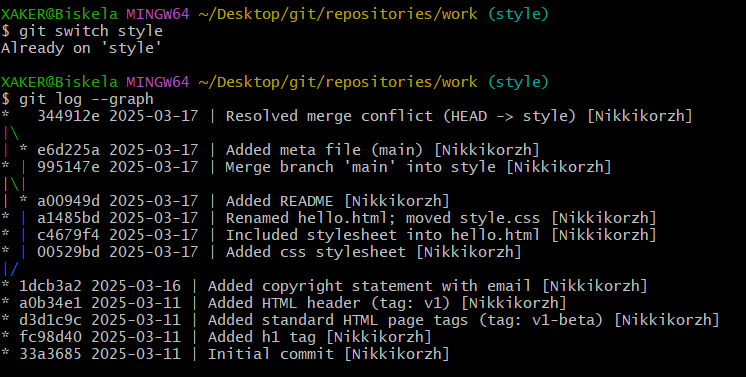 XAKER@Biskela MINGW64 ~/Desktop/git/repositories/work (style)
$ git switch style
Already on 'style'

XAKER@Biskela MINGW64 ~/Desktop/git/repositories/work (style)
$ git log --graph
*   344912e 2025-03-17 | Resolved merge conflict (HEAD -> style) [Nikkikorzh]
|\
| * e6d225a 2025-03-17 | Added meta file (main) [Nikkikorzh]
* | 995147e 2025-03-17 | Merge branch 'main' into style [Nikkikorzh]
|\|
| * a00949d 2025-03-17 | Added README [Nikkikorzh]
* | a1485bd 2025-03-17 | Renamed hello.html; moved style.css [Nikkikorzh]
* | c4679f4 2025-03-17 | Included stylesheet into hello.html [Nikkikorzh]
* | 00529bd 2025-03-17 | Added css stylesheet [Nikkikorzh]
|/
* 1dcb3a2 2025-03-16 | Added copyright statement with email [Nikkikorzh]
* a0b34e1 2025-03-11 | Added HTML header (tag: v1) [Nikkikorzh]
* d3d1c9c 2025-03-11 | Added standard HTML page tags (tag: v1-beta) [Nikkikorzh]
* fc98d40 2025-03-11 | Added h1 tag [Nikkikorzh]
* 33a3685 2025-03-11 | Initial commit [Nikkikorzh]